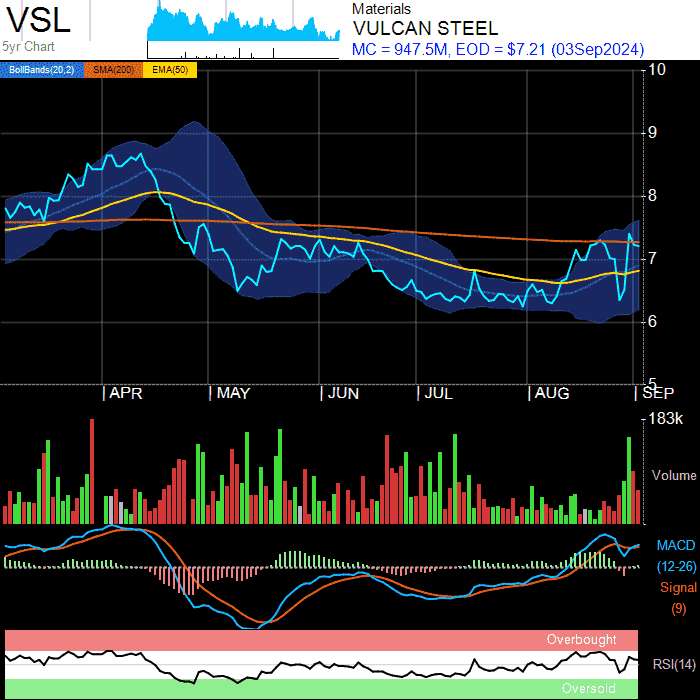 VSL
5yr Chart
Materials
VULCAN STEEL
MC = 947.5M, EOD = $7.21 (03Sep2024)
BollBands(20,2) SMA(200) EMA(50)
10
9
8
7
6
5
APR MAY JUN JUL AUG SEP
183k
Volume
MACD
(12-26)
Signal
(9)
Overbought
RSI(14)
Oversold